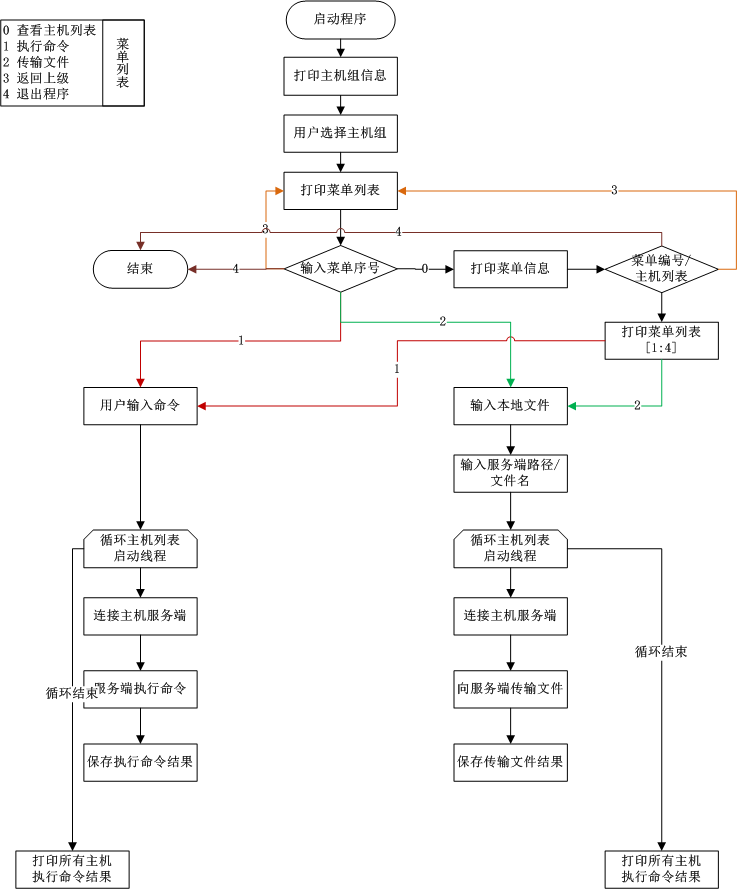 启动程序
0 查看主机列表
1 执行命令
2 传输文件
3 返回上级
4 退出程序
菜单列表
打印主机组信息
用户选择主机组
打印菜单列表
3
3
4
结束
4
输入菜单序号
0
打印菜单信息
菜单编号/
主机列表
2
打印菜单列表
[1:4]
1
1
用户输入命令
输入本地文件
2
输入服务端路径/
文件名
循环主机列表
启动线程
循环主机列表
启动线程
连接主机服务端
连接主机服务端
循环结束
循环结束
服务端执行命令
向服务端传输文件
保存执行命令结果
保存传输文件结果
打印所有主机
执行命令结果
打印所有主机
执行命令结果